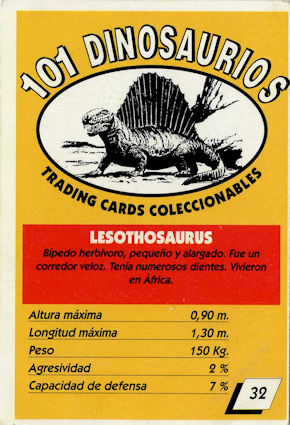 101 DINOSAURIOS
TRADING CARDS COLECCIONABLES
LESOTHOSAURUS
Bípedo herbívoro, pequeño y alargado. Fue un
corredor veloz. Tenía numerosos dientes. Vivieron
en África.
Altura máxima 0,90 m.
Longitud máxima 1,30 m.
Peso 150 Kg.
Agresividad 2 %
Capacidad de defensa 7 %
32